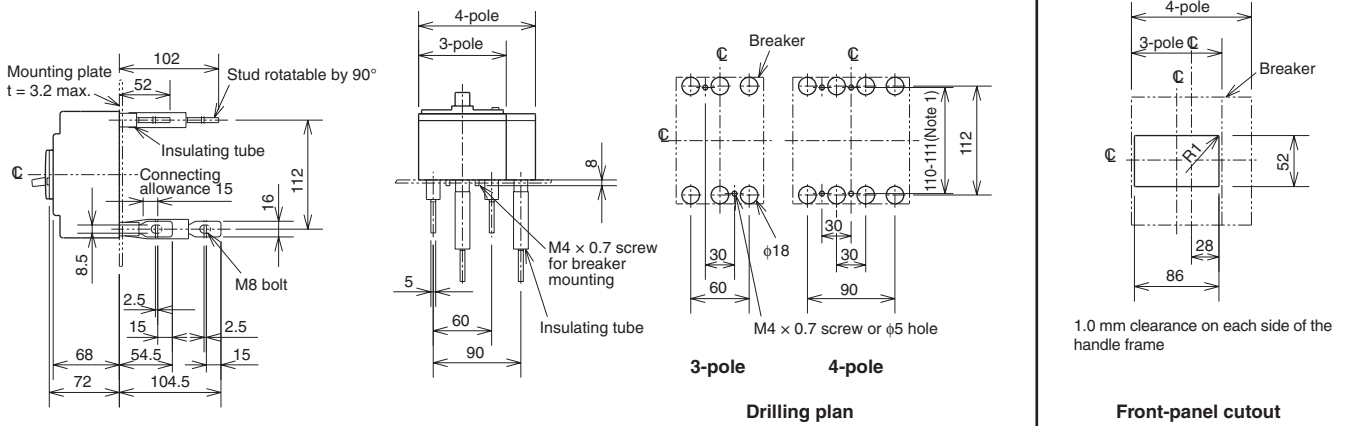 102
Mounting plate
t = 3.2 max.
52
Stud rotatable by 90°
Insulating tube
℄
Connecting
allowance 15
112
16
8.5
M8 bolt
2.5
15
2.5
15
68
54.5
72
104.5
4-pole
3-pole
8
M4 × 0.7 screw
for breaker
mounting
5
60
90
Insulating tube
℄
℄
Breaker
℄
110-111(Note 1)
112
30
30
30
ϕ18
60
90
M4 × 0.7 screw or ϕ5 hole
3-pole
4-pole
Drilling plan
4-pole
3-pole ℄
℄
Breaker
℄
R1
52
28
86
1.0 mm clearance on each side of the
handle frame
Front-panel cutout